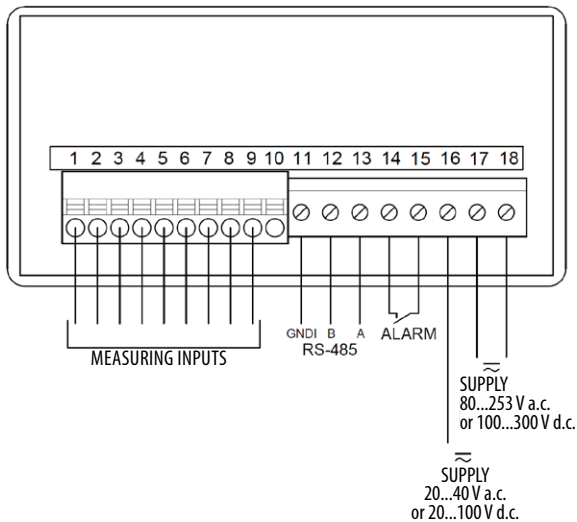 1 2 3 4 5 6 7 8 9 10 11 12 13 14 15 16 17 18
GNDI B A ALARM
RS-485
MEASURING INPUTS
SUPPLY
80...253 V a.c.
or 100...300 V d.c.
SUPPLY
20...40 V a.c.
or 20...100 V d.c.